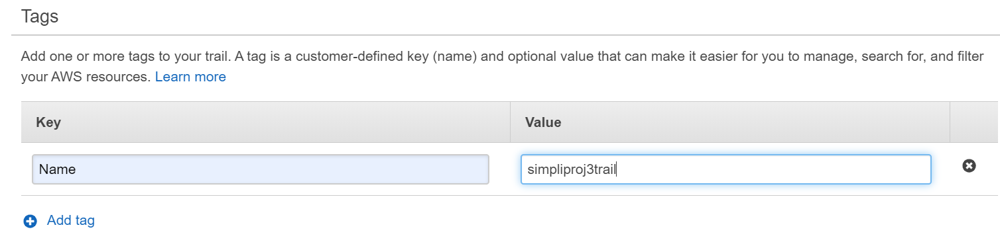 Tags
Add one or more tags to your trail. A tag is a customer-defined key (name) and optional value that can make it easier for you to manage, search for, and filter
your AWS resources. Learn more
Key Value
Name simpliproj3trail
Add tag